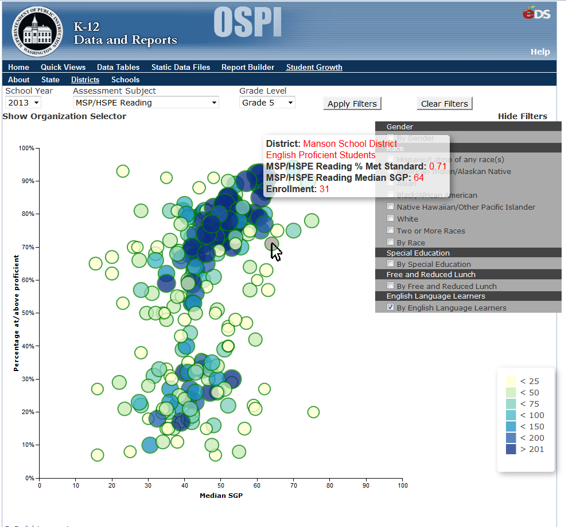 OSPI
EDS
K-12
Data and Reports
Help
Home Quick Views Data Tables Static Data Files Report Builder Student Growth
About State Districts Schools
School Year Assessment Subject Grade Level
2013 MSP/HSPE Reading Grade 5 Apply Filters Clear Filters
Show Organization Selector Hide Filters
Gender
District: Manson School District
English Proficient Students
MSP/HSPE Reading % Met Standard: 0.71
MSP/HSPE Reading Median SGP: 64
Enrollment: 31
of any race(s)
/Alaskan Native
American
Native Hawaiian/Other Pacific Islander
White
Two or More Races
By Race
Special Education
By Special Education
Free and Reduced Lunch
By Free and Reduced Lunch
English Language Learners
By English Language Learners
100%
90%
80%
70%
60%
50%
40%
30%
20%
10%
0%
Percentage at/above proficient
0 10 20 30 40 50 60 70 80 90 100
Median SGP
< 25
< 50
< 75
< 100
< 150
< 200
> 201